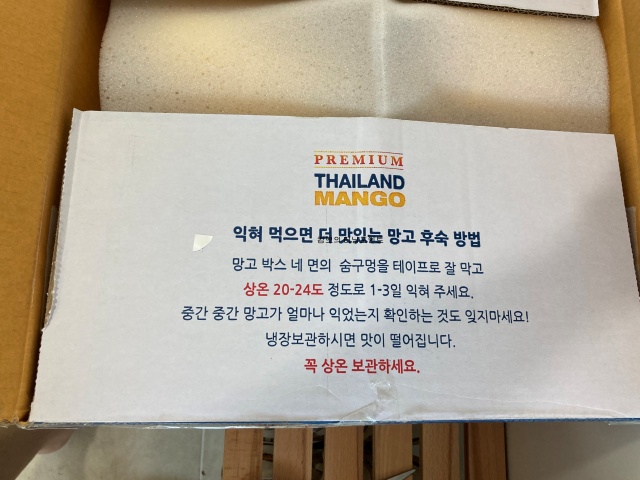 PREMIUM
THAILAND
MANGO
익혀 먹으면 더 맛있는 망고 후숙 방법
망고 박스 네 면의 숨구멍을 테이프로 잘 막고
상온 20-24도 정도로 1-3일 익혀 주세요.
중간 중간 망고가 얼마나 익었는지 확인하는 것도 잊지마세요!
냉장보관하시면 맛이 떨어집니다.
꼭 상온 보관하세요.